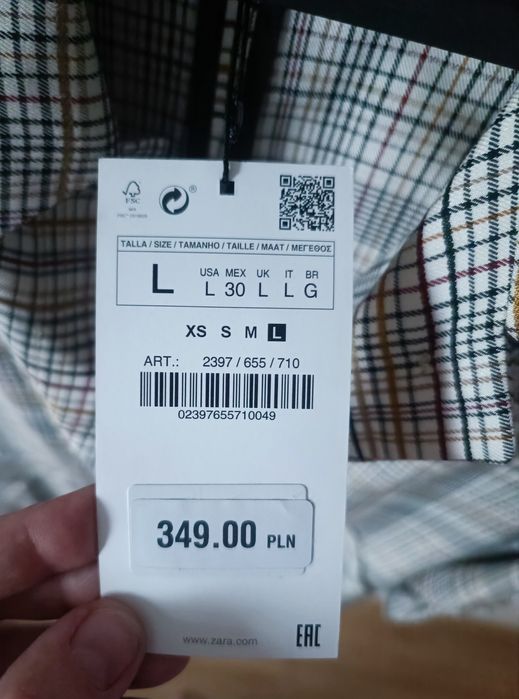 FSC
®
TALLA / SIZE / TAMANHO / TAILLE / MAAT / ΜΕΓΕΘΟΣ
L
USA MEX UK IT BR
L 30 L L G
XS S M L
ART.: 2397 / 655 / 710
02397655710049
349.00 PLN
www.zara.com
EAC